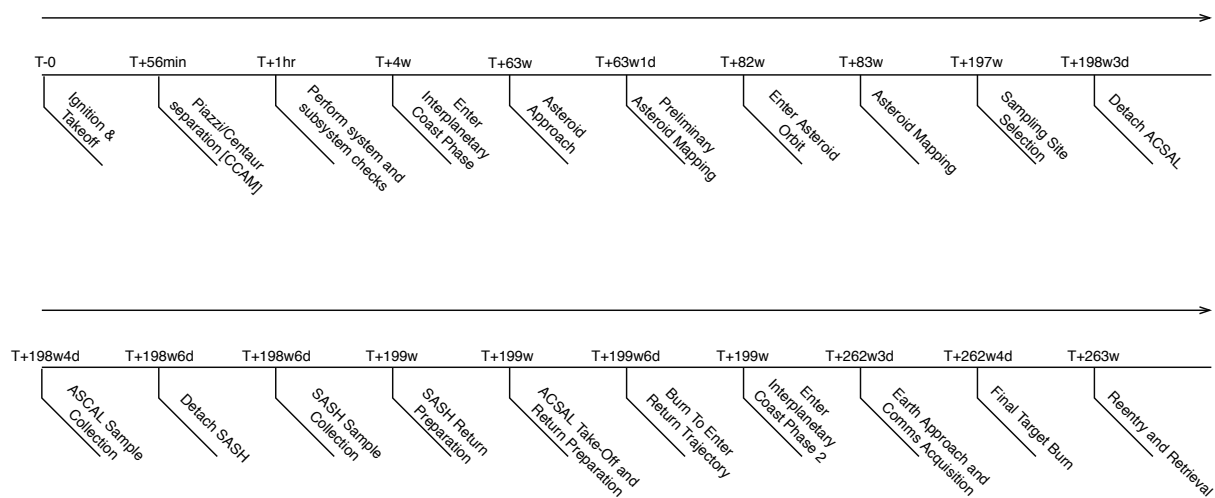 T-0
Ignition &
Takeoff
T+56min
Piazzi/Centaur
separation [CCAM]
T+1hr
Perform system and
subsystem checks
T+4w
Enter
Interplanetary
Coast Phase
T+63w
Asteroid
Approach
T+63w1d
Preliminary
Asteroid Mapping
T+82w
Enter Asteroid
Orbit
T+83w
Asteroid Mapping
T+197w
Sampling Site
Selection
T+198w3d
Detach ACSAL
T+198w4d
ASCAL Sample
Collection
T+198w6d
Detach SASH
T+198w6d
SASH Sample
Collection
T+199w
SASH Return
Preparation
T+199w
ACSAL Take-Off and
Return Preparation
T+199w6d
Burn To Enter
Return Trajectory
T+199w
Enter
Interplanetary
Coast Phase 2
T+262w3d
Earth Approach and
Comms Acquisition
T+262w4d
Final Target Burn
T+263w
Reentry and Retrieval